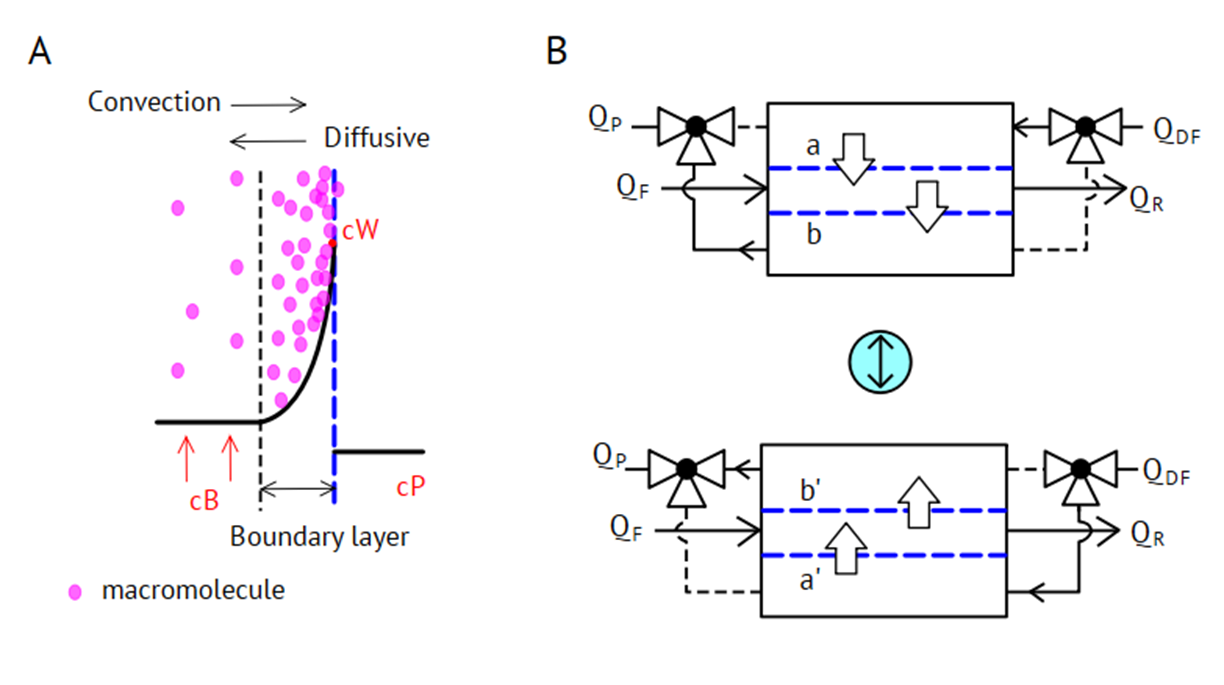 A
Convection
Diffusive
cW
cB
cP
Boundary layer
macromolecule
B
QP
QDF
a
QF
QR
b
QP
QDF
b'
QF
QR
a'